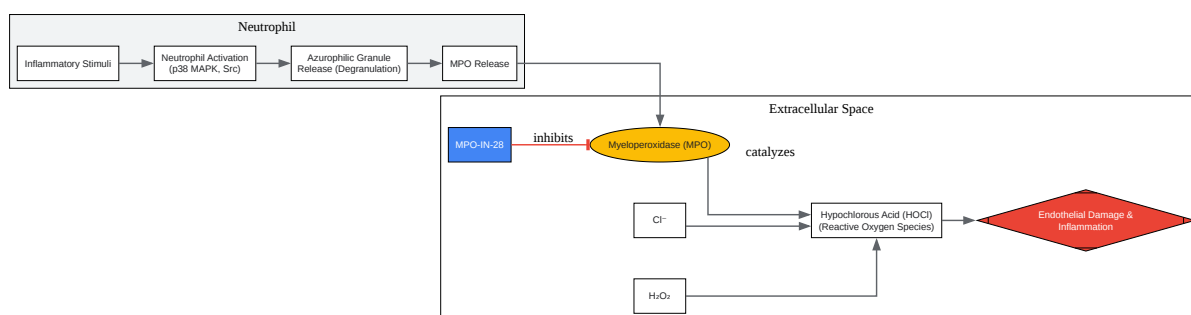 Neutrophil
Inflammatory Stimuli
Neutrophil Activation
(p38 MAPK, Src)
Azurophilic Granule
Release (Degranulation)
MPO Release
Extracellular Space
MPO-IN-28
inhibits
Myeloperoxidase (MPO)
catalyzes
Cl⁻
Hypochlorous Acid (HOCl)
(Reactive Oxygen Species)
Endothelial Damage &
Inflammation
H₂O₂